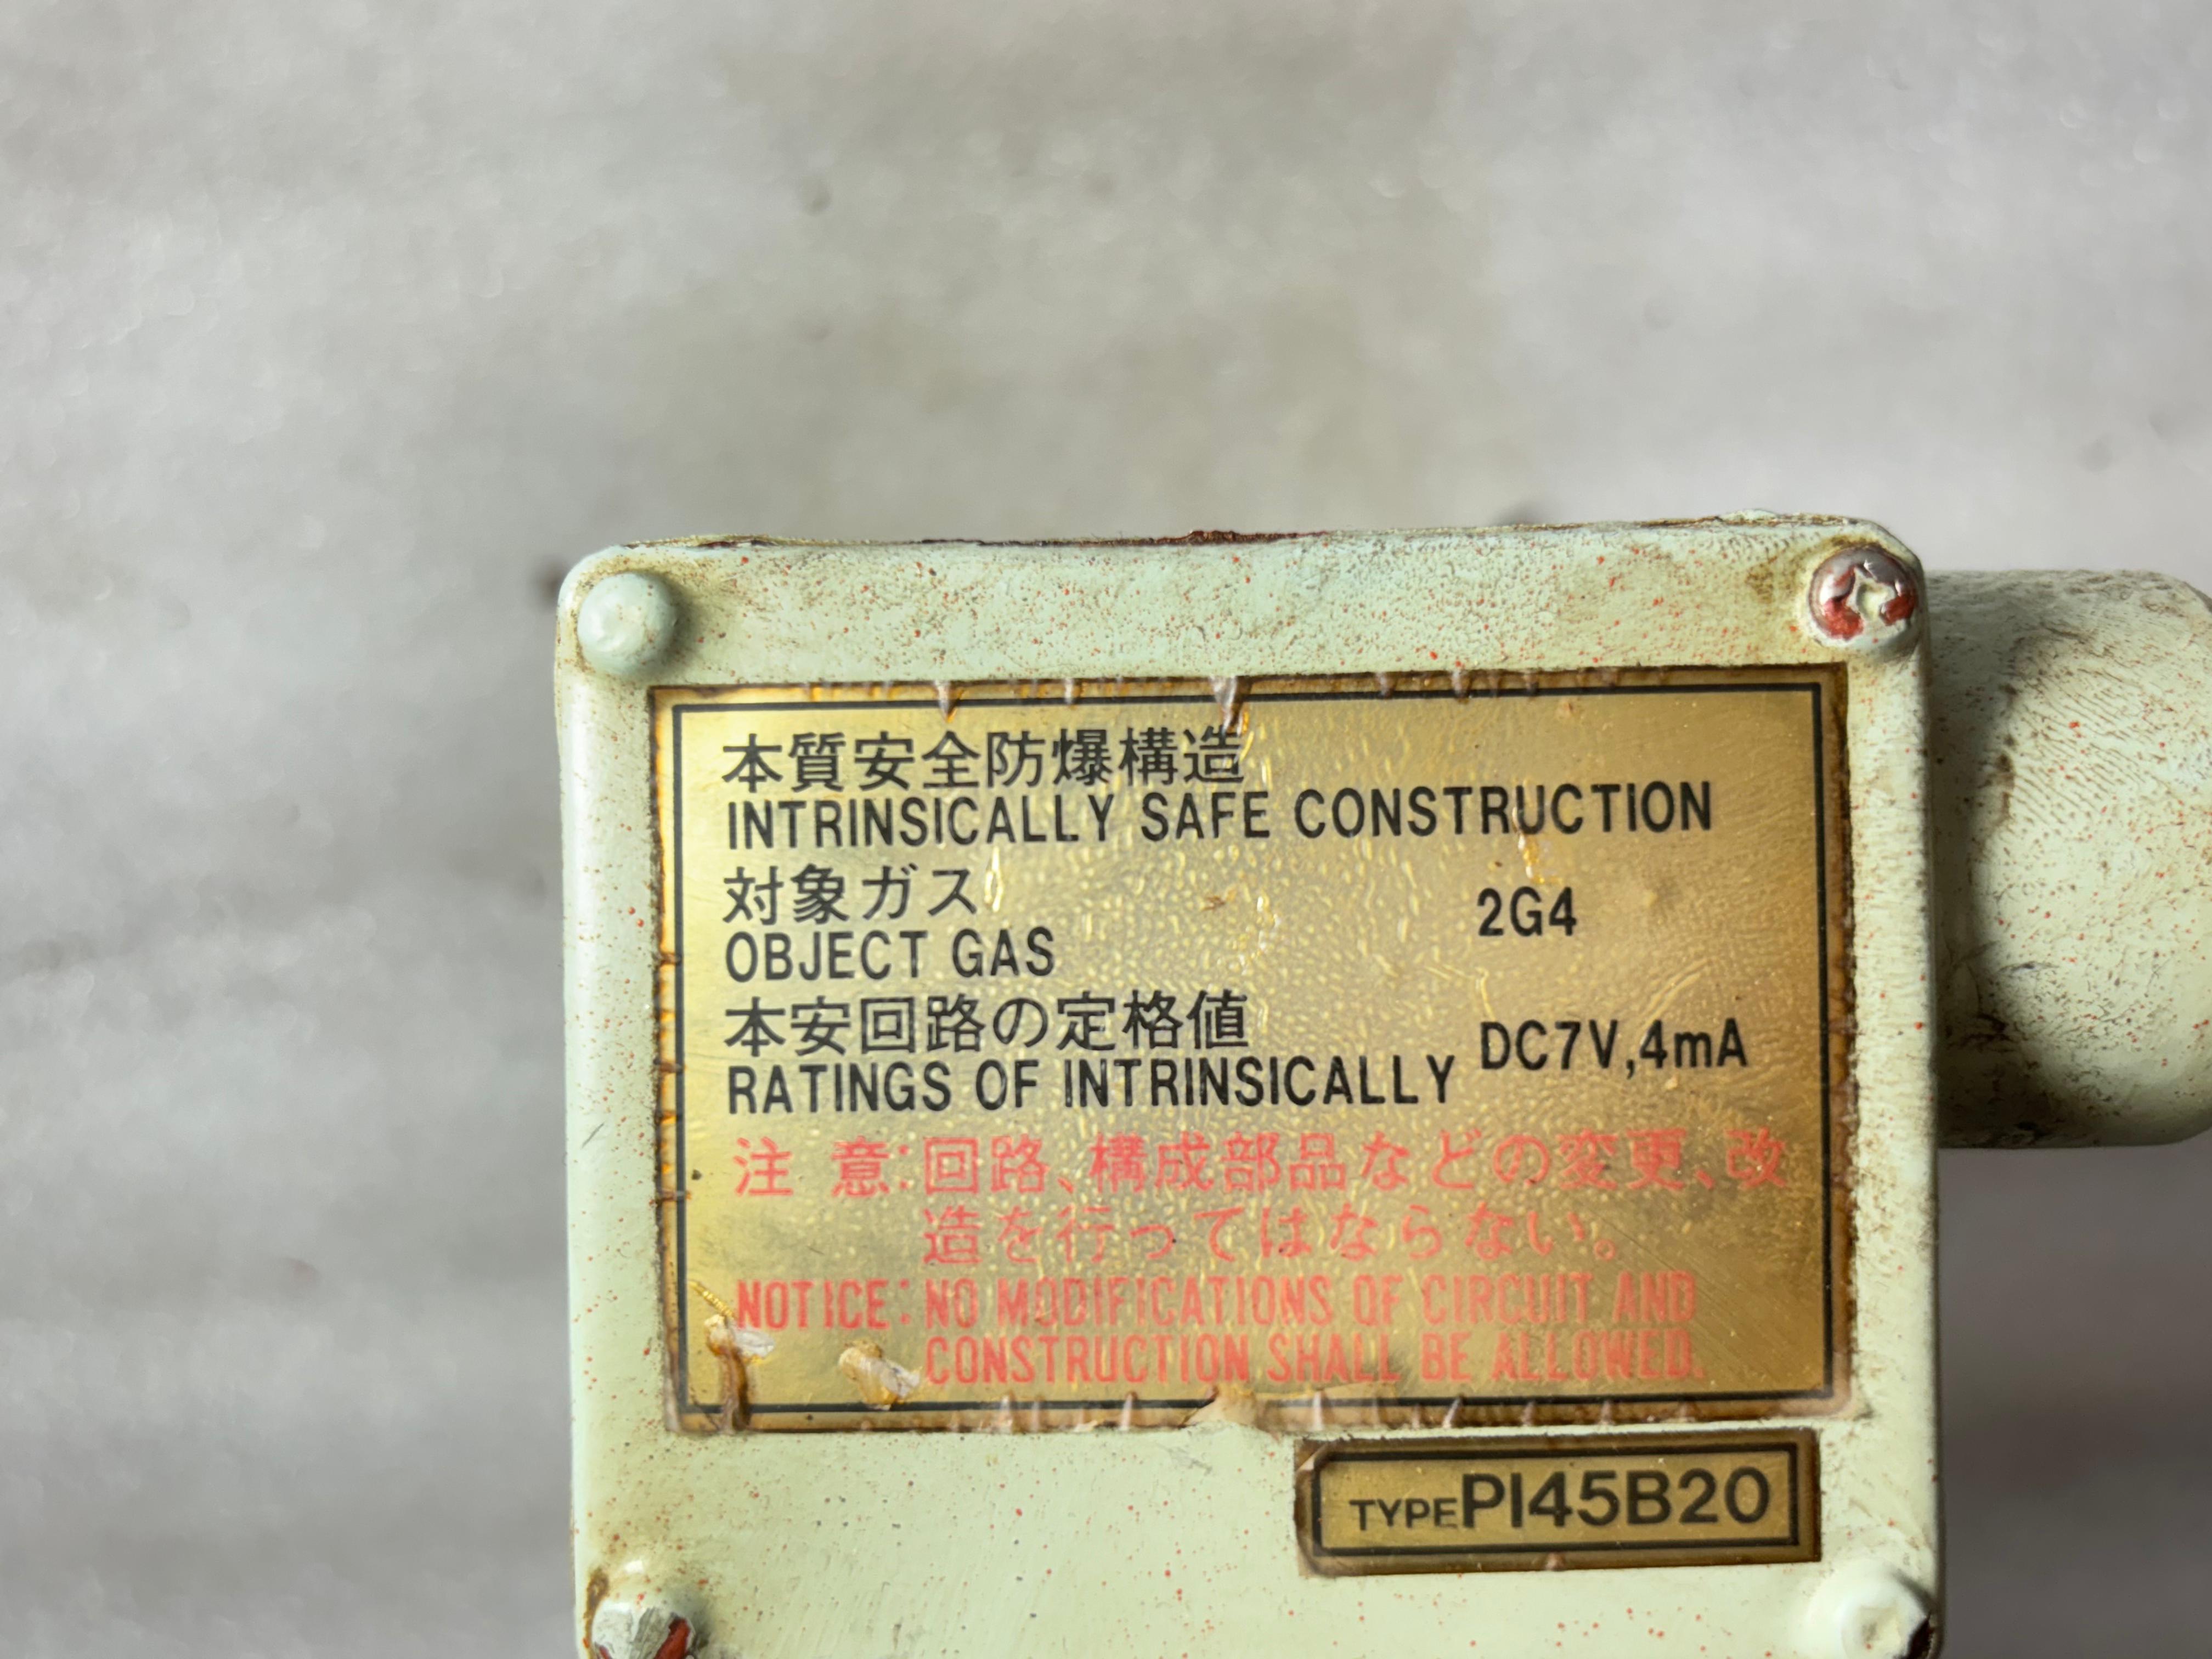 本質安全防爆構造
INTRINSICALLY SAFE CONSTRUCTION
対象ガス 2G4
OBJECT GAS
本安回路の定格値 DC7V,4mA
RATINGS OF INTRINSICALLY
注 意:回路、構成部品などの変更、改
造を行ってはならない。
NOTICE: NO MODIFICATIONS OF CIRCUIT AND
CONSTRUCTION SHALL BE ALLOWED.
TYPE PI45B20